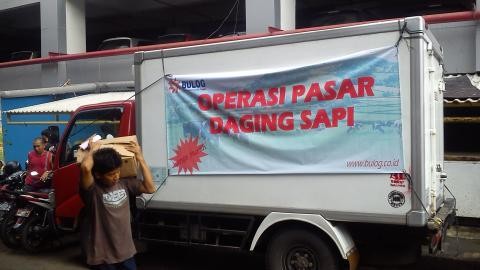 BULOG
OPERASI PASAR
DAGING SAPI
www.bulog.co.id